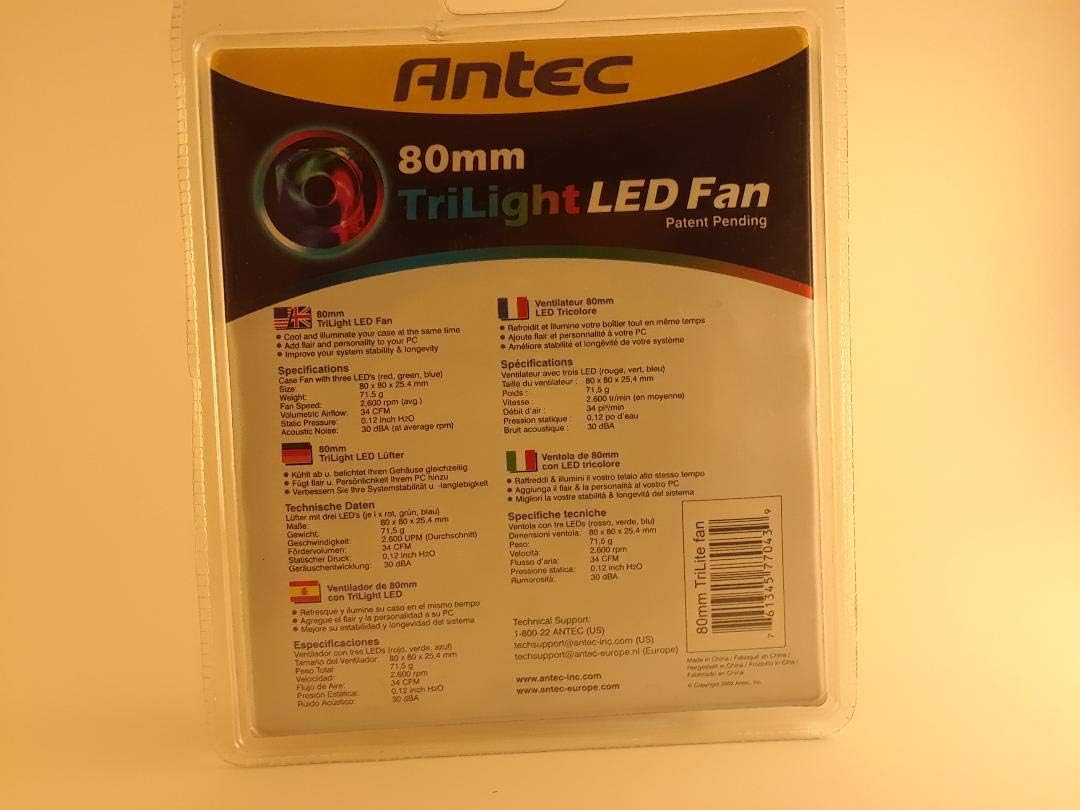 Antec
80mm
TriLight LED Fan
Patent Pending
80mm
TriLight LED Fan
• Cool and illuminate your case at the same time
• Add flair and personality to your PC
• Improve your system stability & longevity
Specifications
Case Fan with three LED's (red, green, blue)
Size: 80 x 80 x 25.4 mm
Weight: 71.5 g
Fan Speed: 2,600 rpm (avg.)
Volumetric Airflow: 34 CFM
Static Pressure: 0.12 inch H2O
Acoustic Noise: 30 dBA (at average rpm)
80mm
TriLight LED Lüfter
• Kühlt ab u. belichtet Ihren Gehäuse gleichzeitig
• Fügt flair u. Persönlichkeit Ihrem PC hinzu
• Verbessern Sie Ihre Systemstabilität u. -langlebigkeit
Technische Daten
Lüfter mit drei LED's (je 1 x rot, grün, blau)
Maße: 80 x 80 x 25,4 mm
Gewicht: 71,5 g
Geschwindigkeit: 2.600 UPM (Durchschnitt)
Fördervolumen: 34 CFM
Statischer Druck: 0,12 inch H2O
Geräuschentwicklung: 30 dBA
Ventilador de 80mm
con TriLight LED
• Refresque y ilumine su caso en el mismo tiempo
• Agregue el flair y la personalidad a su PC
• Mejore su estabilidad y longevidad del sistema
Especificaciones
Ventilador con tres LEDs (rojo, verde, azul)
Tamaño del Ventilador: 80 x 80 x 25,4 mm
Peso Total: 71,5 g
Velocidad: 2.600 rpm
Flujo de Aire: 34 CFM
Presión Estática: 0,12 inch H2O
Ruido Acústico: 30 dBA
Ventilateur 80mm
LED Tricolore
• Refroidit et illumine votre boîtier tout en même temps
• Ajoute flair et personnalité à votre PC
• Améliore stabilité et longévité de votre système
Spécifications
Ventilateur avec trois LED (rouge, vert, bleu)
Taille du ventilateur : 80 x 80 x 25,4 mm
Poids : 71,5 g
Vitesse : 2.600 tr/min (en moyenne)
Débit d'air : 34 pi³/min
Pression statique : 0,12 po d'eau
Bruit acoustique : 30 dBA
Ventola de 80mm
con LED tricolore
• Raffreddi & illumini il vostro telaio allo stesso tempo
• Aggiunga il flair & la personalità al vostro PC
• Migliori la vostre stabilità & longevità del sistema
Specifiche tecniche
Ventola con tre LEDs (rosso, verde, blu)
Dimensioni ventola: 80 x 80 x 25.4 mm
Peso: 71,5 g
Velocità: 2.600 rpm
Flusso d'aria: 34 CFM
Pressione statica: 0,12 inch H2O
Rumorosità: 30 dBA
Technical Support:
1-800-22 ANTEC (US)
techsupport@antec-inc.com (US)
techsupport@antec-europe.nl (Europe)
www.antec-inc.com
www.antec-europe.com
80mm TriLite fan
7 61345 77043 9
Made in China / Fabriqué en China /
Hergestellt in China / Prodotto in Cina /
Fabricado en China
Antec, Inc.